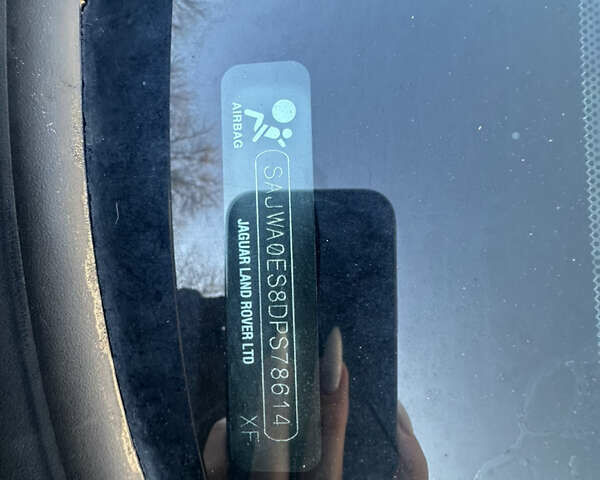 AIRBAG
SAJWA0ES8DPS78614
JAGUAR LAND ROVER LTD
XF